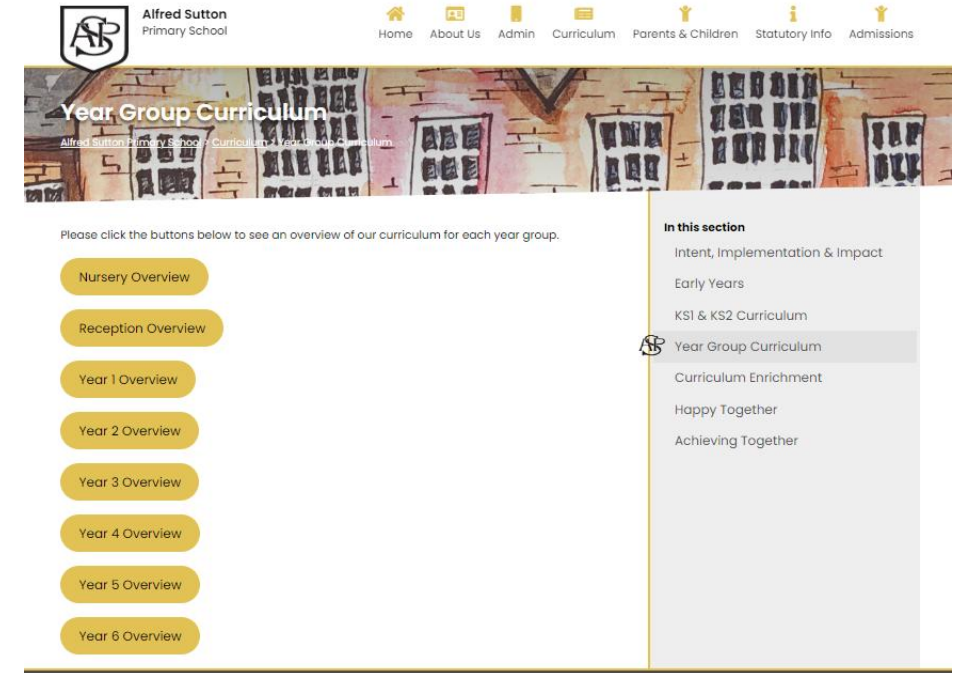 Alfred Sutton
Primary School
Home About Us Admin Curriculum Parents & Children Statutory Info Admissions
Year Group Curriculum
Alfred Sutton Primary School > Curriculum > Year Group Curriculum
Please click the buttons below to see an overview of our curriculum for each year group.
Nursery Overview
Reception Overview
Year 1 Overview
Year 2 Overview
Year 3 Overview
Year 4 Overview
Year 5 Overview
Year 6 Overview
In this section
Intent, Implementation & Impact
Early Years
KS1 & KS2 Curriculum
Year Group Curriculum
Curriculum Enrichment
Happy Together
Achieving Together